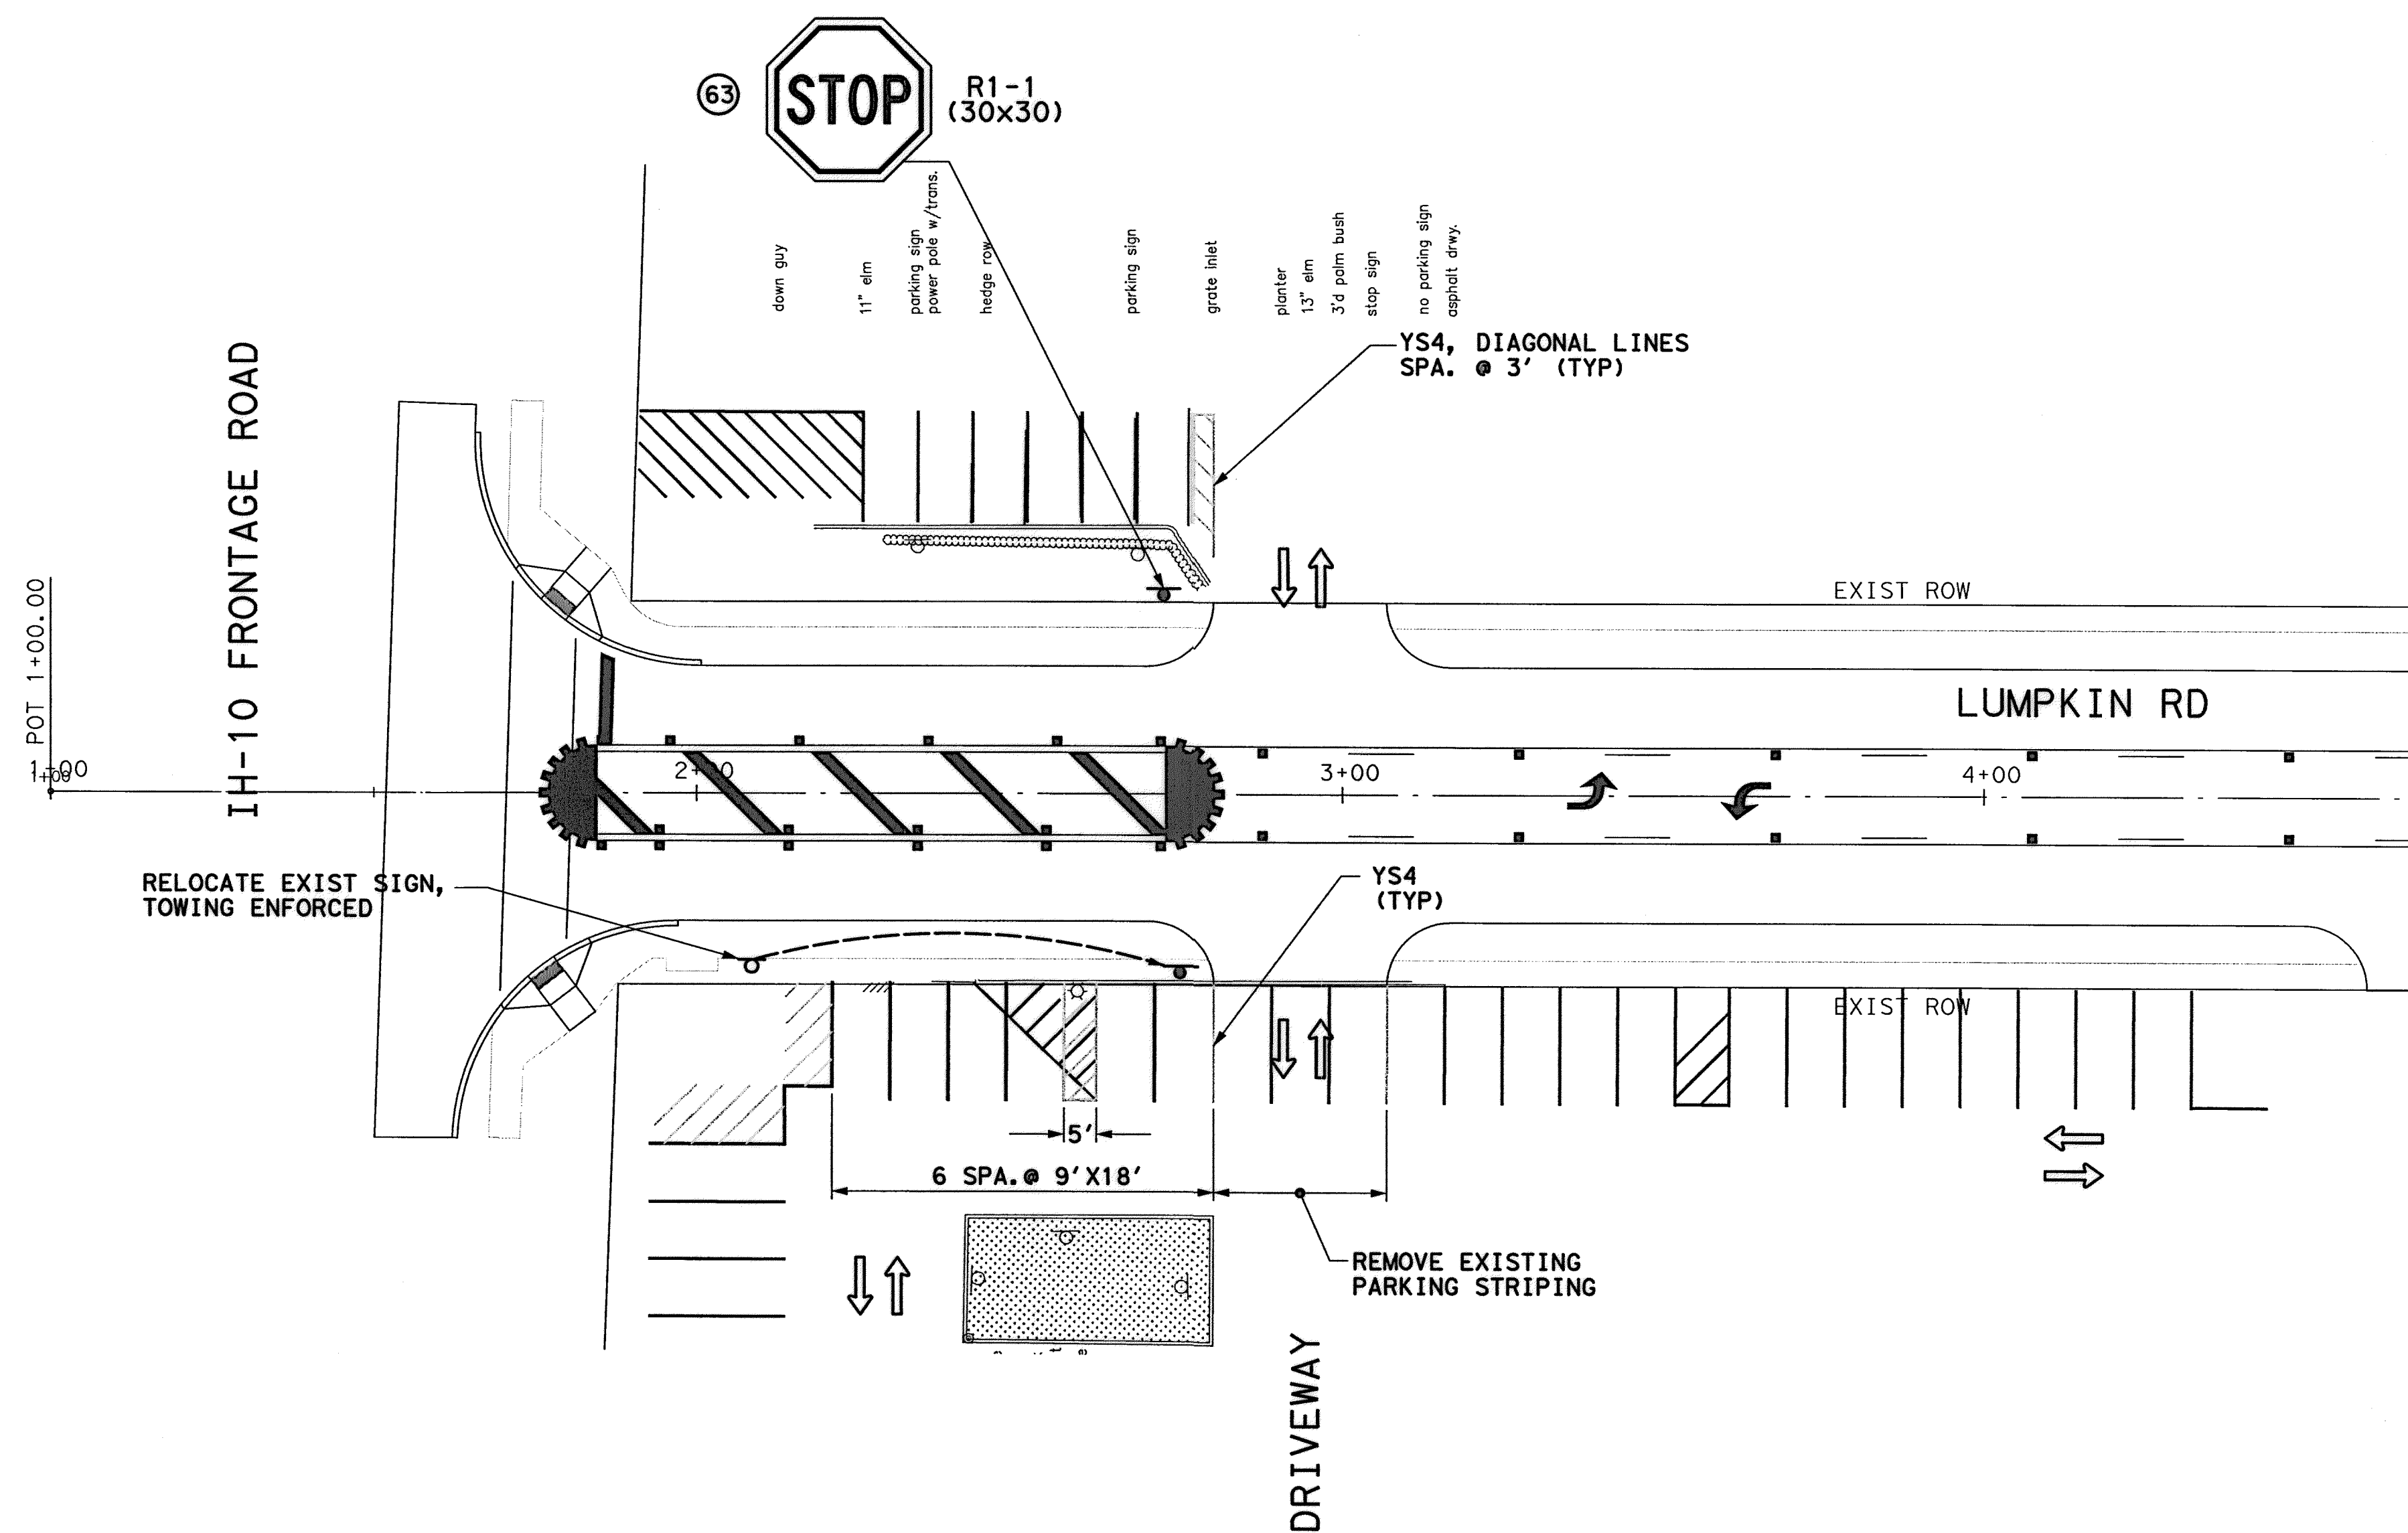 63
STOP
R1-1
(30x30)
down guy
11" elm
parking sign
power pole w/trans.
hedge row
parking sign
grate inlet
planter
13" elm
3'd palm bush
stop sign
no parking sign
asphalt drwy.
YS4, DIAGONAL LINES
SPA. @ 3' (TYP)
IH-10 FRONTAGE ROAD
POT 1+00.00
1+00
1+00
EXIST ROW
LUMPKIN RD
2+00
3+00
4+00
RELOCATE EXIST SIGN,
TOWING ENFORCED
YS4
(TYP)
EXIST ROW
5'
6 SPA.@ 9'X18'
REMOVE EXISTING
PARKING STRIPING
DRIVEWAY